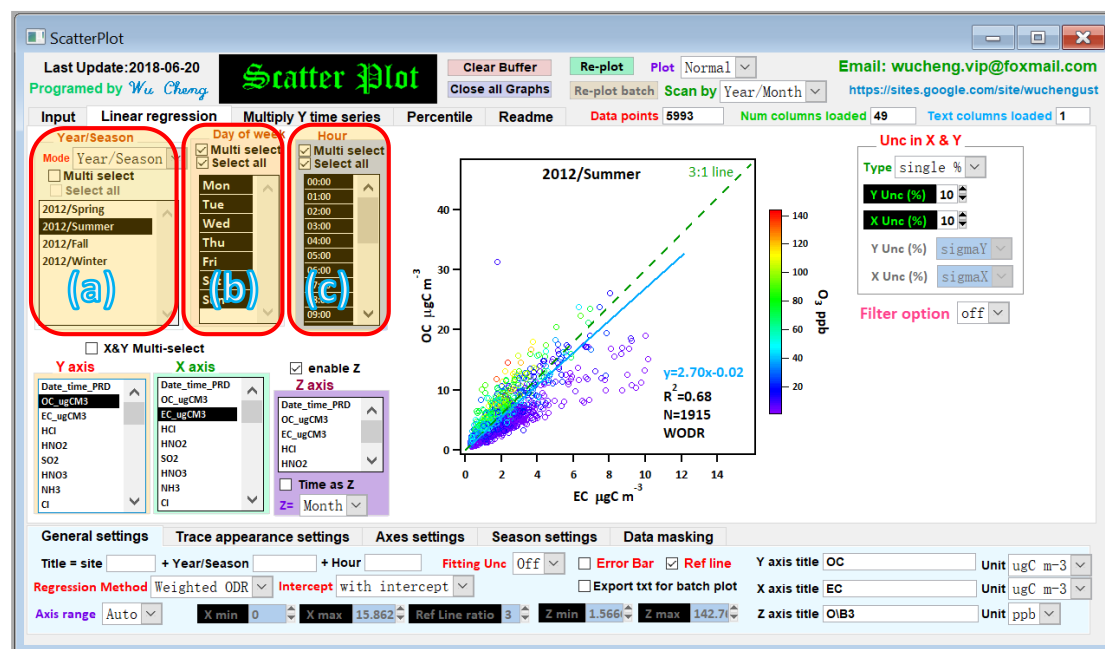 ScatterPlot
Last Update:2018-06-20
Programed by Wu Cheng
Scatter Plot
Clear Buffer
Close all Graphs
Re-plot
Plot Normal
Re-plot batch
Scan by Year/Month
Email: wucheng.vip@foxmail.com
https://sites.google.com/site/wuchengust
Input
Linear regression
Multiply Y time series
Percentile
Readme
Data points 5993
Num columns loaded 49
Text columns loaded 1
Year/Season
Mode Year/Season
Multi select
Select all
2012/Spring
2012/Summer
2012/Fall
2012/Winter
(a)
Day of week
Multi select
Select all
Mon
Tue
Wed
Thu
Fri
(b)
Hour
Multi select
Select all
00:00
01:00
02:00
03:00
04:00
05:00
09:00
(c)
X&Y Multi-select
Y axis
Date_time_PRD
OC_ugCM3
EC_ugCM3
HCl
HNO2
SO2
HNO3
NH3
Cl
X axis
Date_time_PRD
OC_ugCM3
EC_ugCM3
HCl
HNO2
SO2
HNO3
NH3
Cl
enable Z
Z axis
Date_time_PRD
OC_ugCM3
EC_ugCM3
HCl
HNO2
Time as Z
Z= Month
2012/Summer
3:1 line
OC µgC m-3
40
30
20
10
0
0 2 4 6 8 10 12 14
EC µgC m-3
y=2.70x-0.02
R2=0.68
N=1915
WODR
140
120
100
80
60
40
20
O3 ppb
Unc in X & Y
Type single %
Y Unc (%) 10
X Unc (%) 10
Y Unc (%) sigmaY
X Unc (%) sigmaX
Filter option off
General settings
Trace appearance settings
Axes settings
Season settings
Data masking
Title = site + Year/Season + Hour
Fitting Unc Off
Error Bar
Ref line
Y axis title OC Unit ugC m-3
Regression Method Weighted ODR
Intercept with intercept
Export txt for batch plot
X axis title EC Unit ugC m-3
Axis range Auto
X min 0
X max 15.862
Ref Line ratio 3
Z min 1.566
Z max 142.7
Z axis title O\B3 Unit ppb